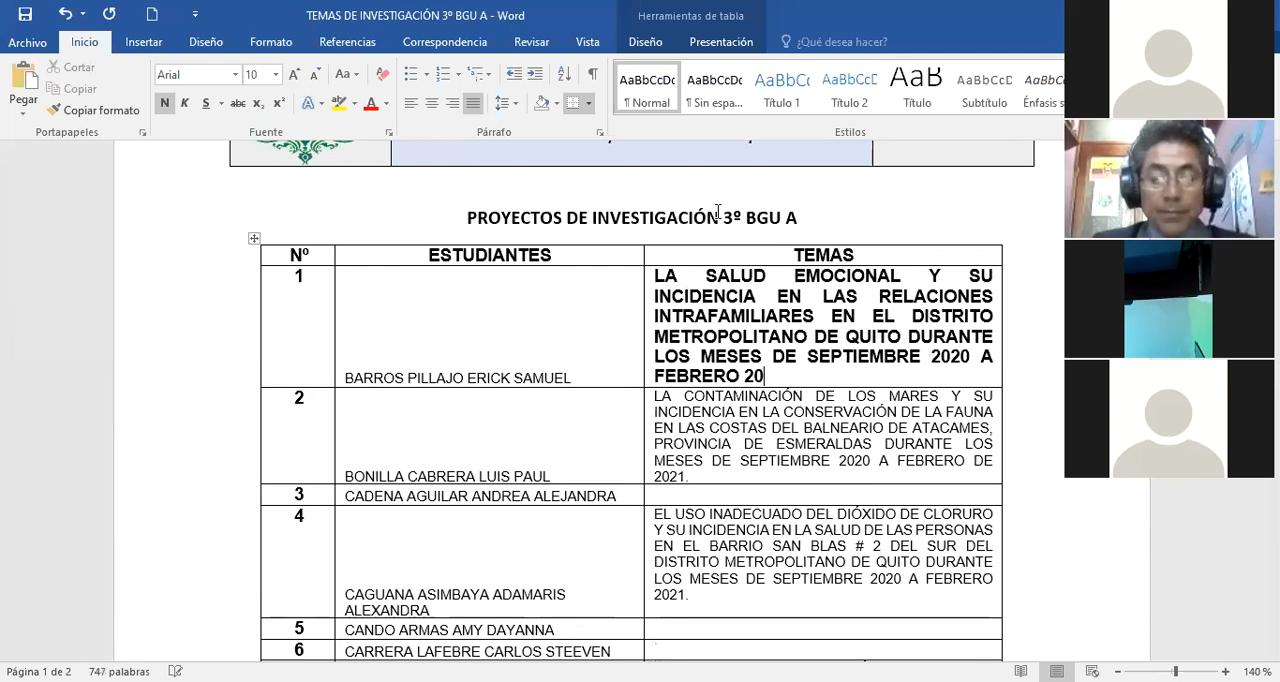 TEMAS DE INVESTIGACIÓN 3º BGU A - Word
Herramientas de tabla
Archivo Inicio Insertar Diseño Formato Referencias Correspondencia Revisar Vista Diseño Presentación ¿Qué desea hacer?
Pegar
Cortar
Copiar
Copiar formato
Portapapeles
Arial 10
Fuente
Párrafo
AaBbCcDc AaBbCcDc AaBbCc AaBbCcD AaB AaBbCcD AaBbCc
¶ Normal ¶ Sin espa... Título 1 Título 2 Título Subtítulo Énfasis s
Estilos
PROYECTOS DE INVESTIGACIÓN 3º BGU A
Nº ESTUDIANTES TEMAS
1
BARROS PILLAJO ERICK SAMUEL
LA SALUD EMOCIONAL Y SU
INCIDENCIA EN LAS RELACIONES
INTRAFAMILIARES EN EL DISTRITO
METROPOLITANO DE QUITO DURANTE
LOS MESES DE SEPTIEMBRE 2020 A
FEBRERO 20
2
BONILLA CABRERA LUIS PAUL
LA CONTAMINACIÓN DE LOS MARES Y SU
INCIDENCIA EN LA CONSERVACIÓN DE LA FAUNA
EN LAS COSTAS DEL BALNEARIO DE ATACAMES,
PROVINCIA DE ESMERALDAS DURANTE LOS
MESES DE SEPTIEMBRE 2020 A FEBRERO DE
2021.
3 CADENA AGUILAR ANDREA ALEJANDRA
4
CAGUANA ASIMBAYA ADAMARIS
ALEXANDRA
EL USO INADECUADO DEL DIÓXIDO DE CLORURO
Y SU INCIDENCIA EN LA SALUD DE LAS PERSONAS
EN EL BARRIO SAN BLAS # 2 DEL SUR DEL
DISTRITO METROPOLITANO DE QUITO DURANTE
LOS MESES DE SEPTIEMBRE 2020 A FEBRERO
2021.
5 CANDO ARMAS AMY DAYANNA
6 CARRERA LAFEBRE CARLOS STEEVEN
Página 1 de 2 747 palabras 140 %